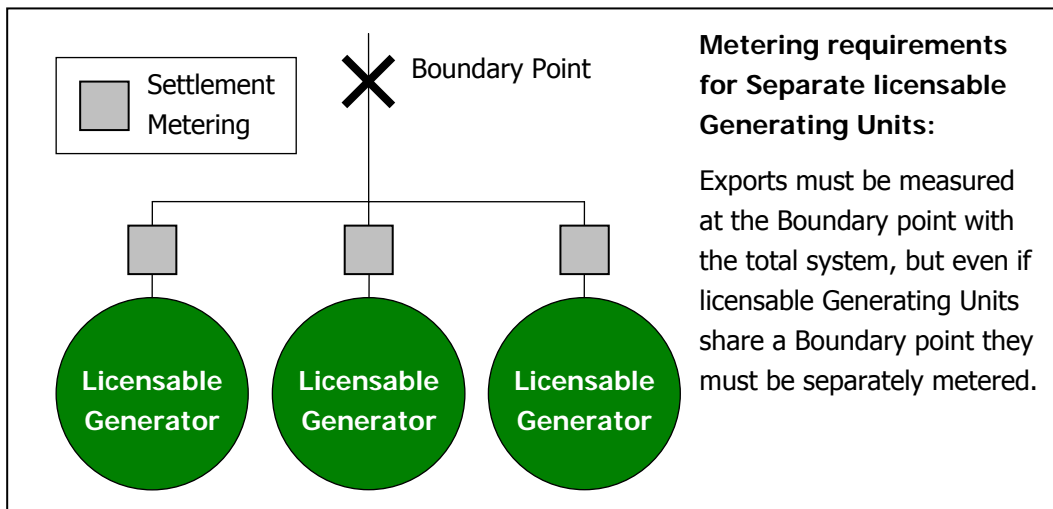 Settlement
Metering
Boundary Point
Licensable
Generator
Licensable
Generator
Licensable
Generator
Metering requirements
for Separate licensable
Generating Units:
Exports must be measured
at the Boundary point with
the total system, but even if
licensable Generating Units
share a Boundary point they
must be separately metered.